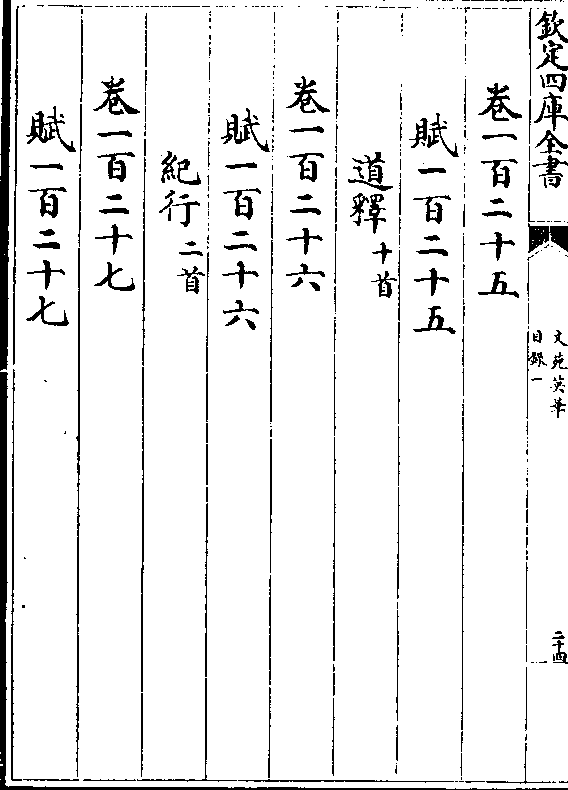 欽定四庫全書
文苑英華
目錄一
二十四
卷一百二十五
賦一百二十五
道釋十首
卷一百二十六
賦一百二十六
紀行二首
卷一百二十七
賦一百二十七